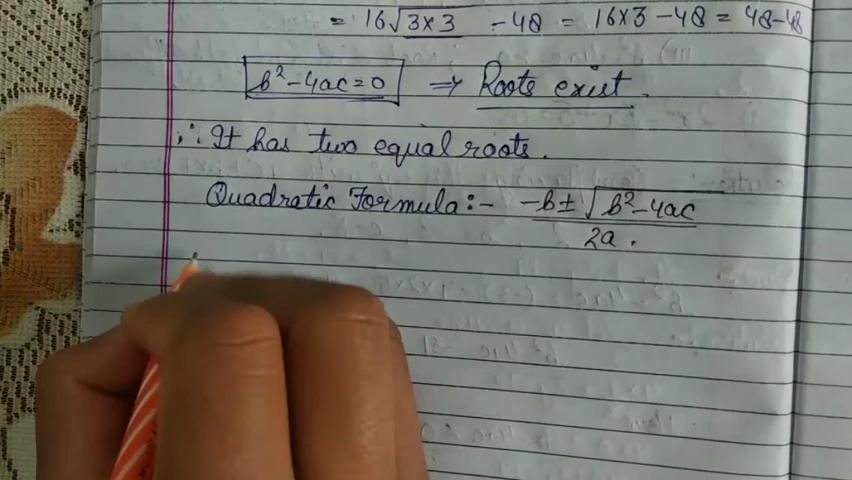 = 16√3×3 - 48 = 16×3 - 48 = 48-48
b²-4ac=0 ⇒ Roots exist.
∴ It has two equal roots.
Quadratic Formula:- -b±√b²-4ac
2a.